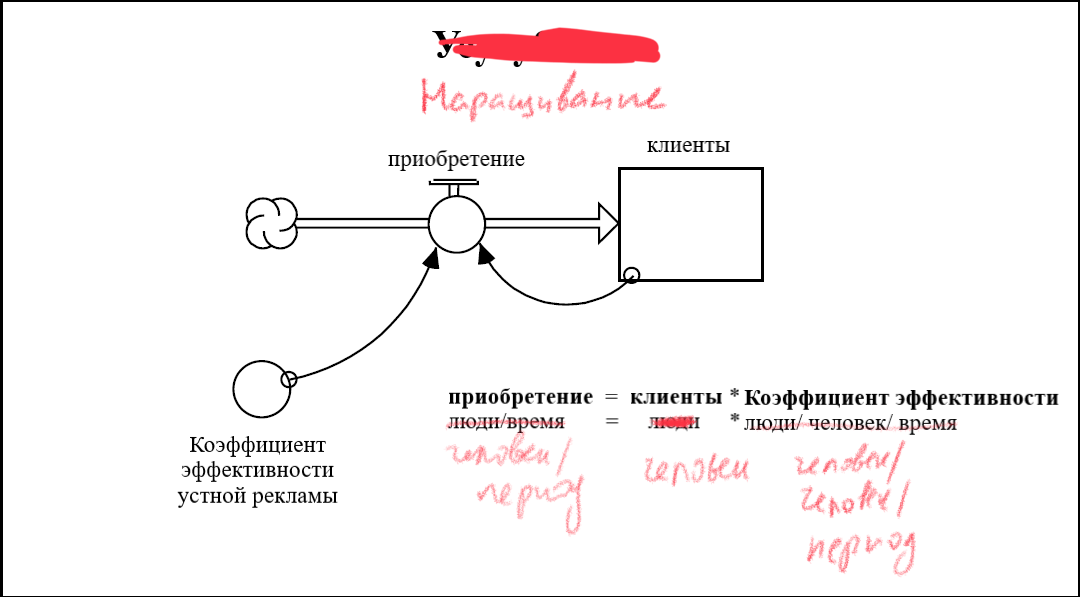 Наращивание
приобретение
клиенты
Коэффициент
эффективности
устной рекламы
приобретение = клиенты * Коэффициент эффективности
люди/время = люди * люди/ человек/ время
человек/
период
человек
человек/
человек/
период